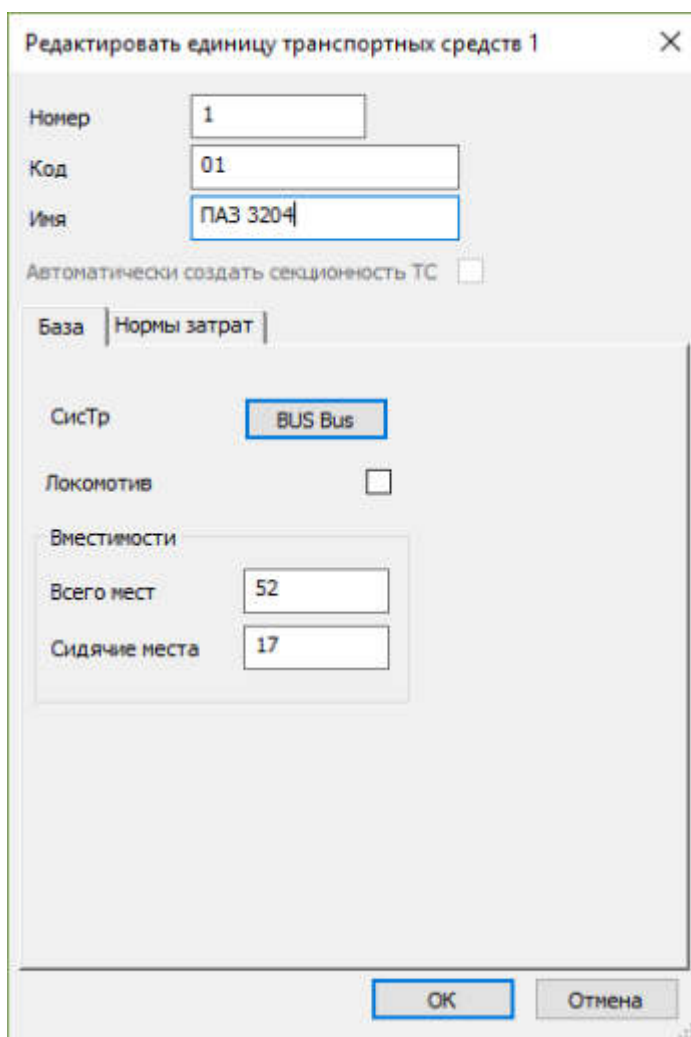 Редактировать единицу транспортных средств 1
Номер 1
Код 01
Имя ПАЗ 3204
Автоматически создать секционность ТС
База Нормы затрат
СисТр BUS Bus
Локомотив
Вместимости
Всего мест 52
Сидячие места 17
OK Отмена